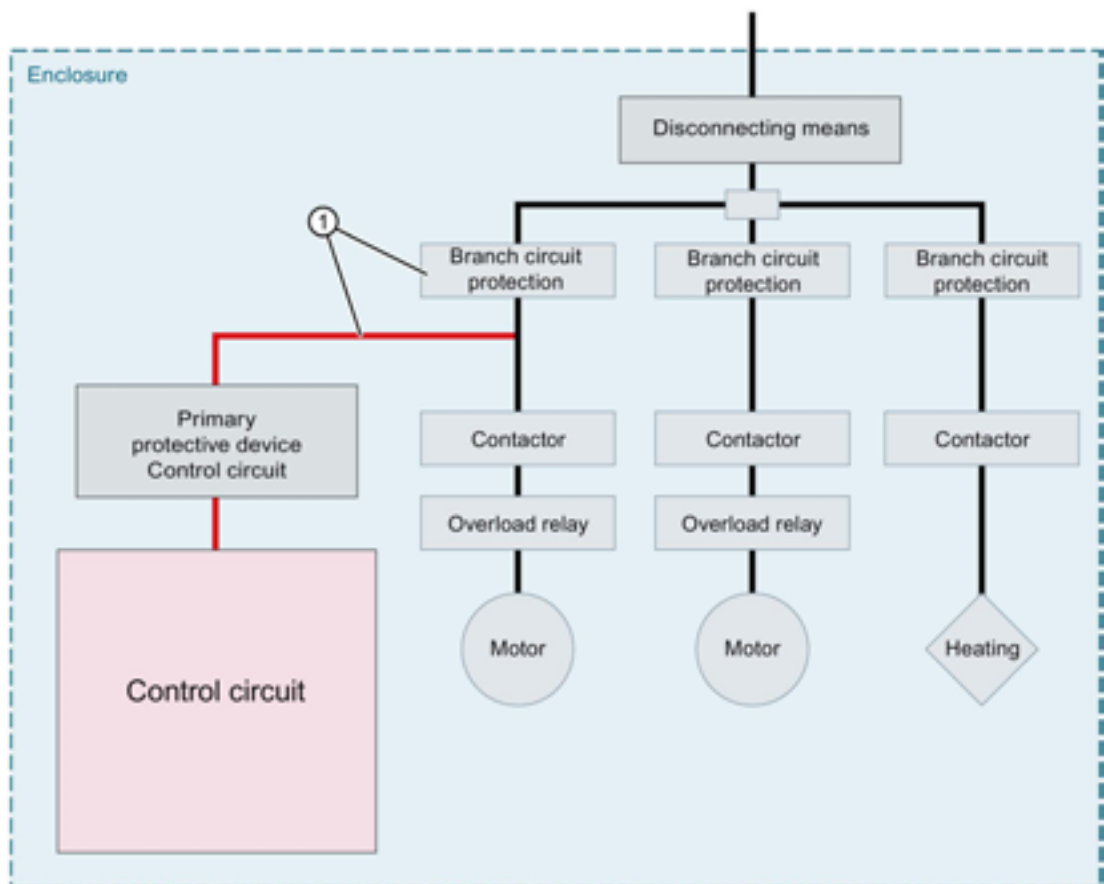 Enclosure
Disconnecting means
1
Branch circuit
protection
Branch circuit
protection
Branch circuit
protection
Primary
protective device
Control circuit
Contactor
Contactor
Contactor
Overload relay
Overload relay
Control circuit
Motor
Motor
Heating